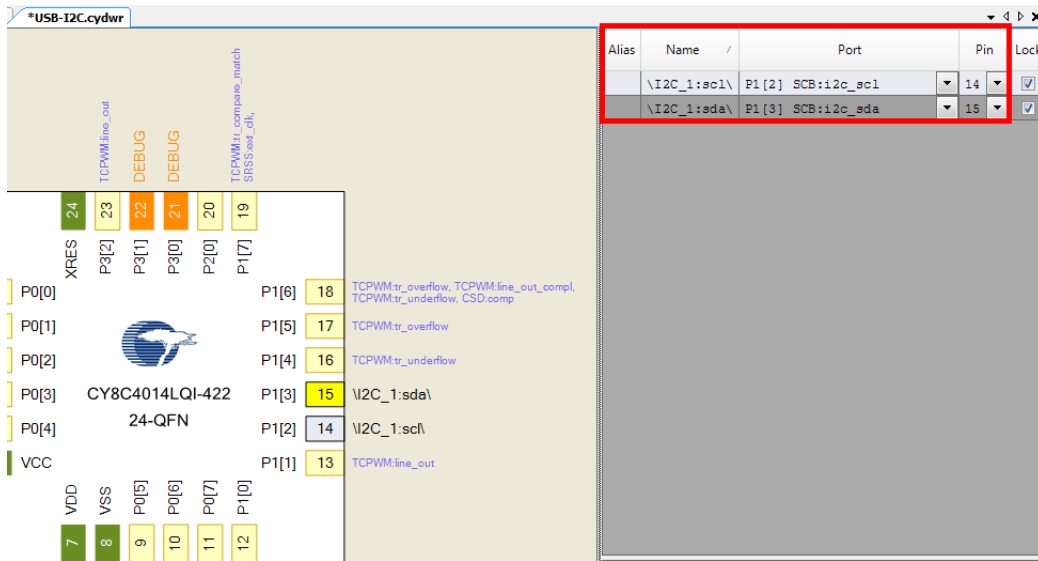 *USB-I2C.cydwr
Alias Name / Port Pin Lock
\I2C_1:scl\ P1[2] SCB:i2c_scl 14
\I2C_1:sda\ P1[3] SCB:i2c_sda 15
TCPWM:line_out
DEBUG
DEBUG
TCPWM:tr_compare_match
SRSS:ext_clk,
24 23 22 21 20 19
XRES P3[2] P3[1] P3[0] P2[0] P1[7]
P0[0] P1[6] 18 TCPWM:tr_overflow, TCPWM:line_out_compl,
TCPWM:tr_underflow, CSD:comp
P0[1] P1[5] 17 TCPWM:tr_overflow
P0[2] P1[4] 16 TCPWM:tr_underflow
P0[3] CY8C4014LQI-422 P1[3] 15 \I2C_1:sda\
P0[4] 24-QFN P1[2] 14 \I2C_1:scl\
VCC P1[1] 13 TCPWM:line_out
VDD VSS P0[5] P0[6] P0[7] P1[0]
7 8 9 10 11 12